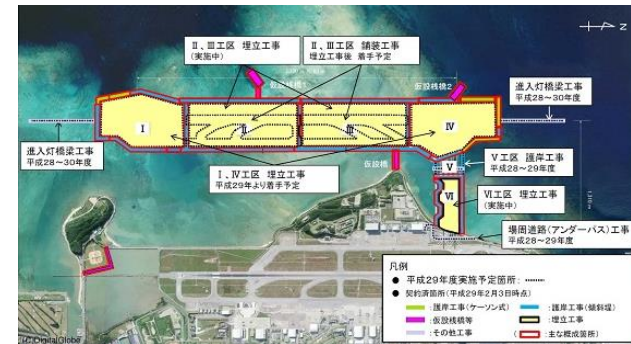 Ⅱ、Ⅲ工区 埋立工事
(実施中)
Ⅱ、Ⅲ工区 舗装工事
埋立工事後 着手予定
N
仮設桟橋1
仮設桟橋2
進入灯橋梁工事
平成28～30年度
Ⅰ
Ⅱ
Ⅲ
Ⅳ
進入灯橋梁工事
平成28～30年度
Ⅰ、Ⅳ工区 埋立工事
平成29年より着手予定
仮設橋
Ⅴ
Ⅴ工区 護岸工事
平成28～29年度
Ⅵ
Ⅵ工区 埋立工事
(実施中)
場周道路(アンダーパス)工事
平成28～29年度
凡例
● 平成29年度実施予定箇所:
● 契約済箇所(平成29年2月3日時点)
:護岸工事(ケーソン式)
:護岸工事(傾斜堤)
:仮設桟橋等
:埋立工事
:その他工事
( :主な概成箇所)
(C)DigitalGlobe